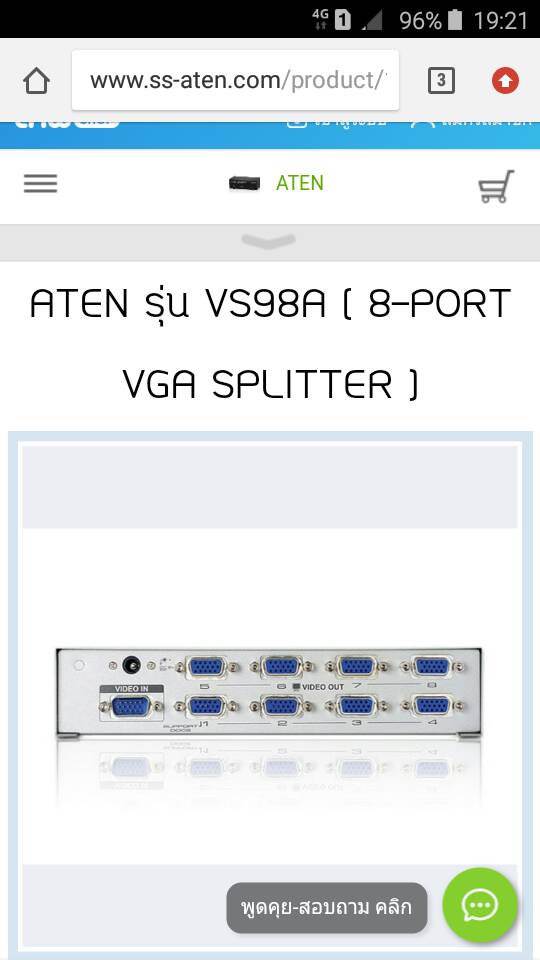 4G 1 96% 19:21
www.ss-aten.com/product/
3
ATEN
ATEN รุ่น VS98A ( 8-PORT
VGA SPLITTER )
5 6 VIDEO OUT 7 8
VIDEO IN
1 2 3 4
SUPPORT
พูดคุย-สอบถาม คลิก